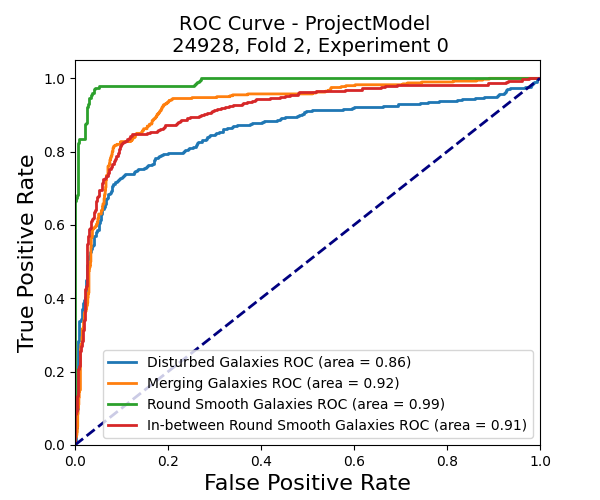 ROC Curve - ProjectModel
24928, Fold 2, Experiment 0
True Positive Rate
1.0
0.8
0.6
0.4
0.2
0.0
Disturbed Galaxies ROC (area = 0.86)
Merging Galaxies ROC (area = 0.92)
Round Smooth Galaxies ROC (area = 0.99)
In-between Round Smooth Galaxies ROC (area = 0.91)
0.0 0.2 0.4 0.6 0.8 1.0
False Positive Rate